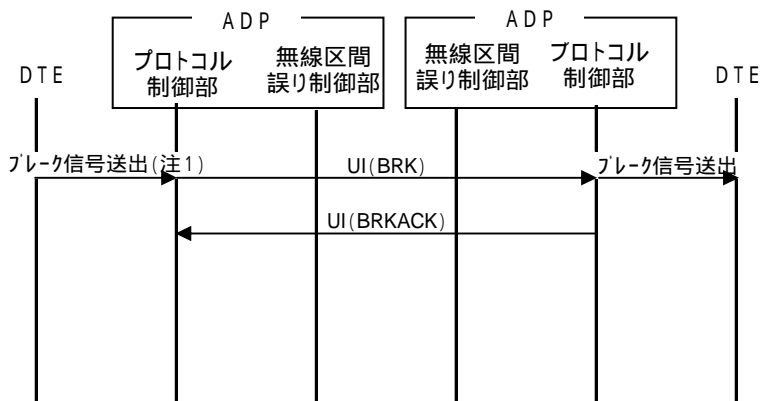 ADP
ADP
DTE
プロトコル
制御部
無線区間
誤り制御部
無線区間
誤り制御部
プロトコル
制御部
DTE
ブレーク信号送出(注1)
UI(BRK)
ブレーク信号送出
UI(BRKACK)